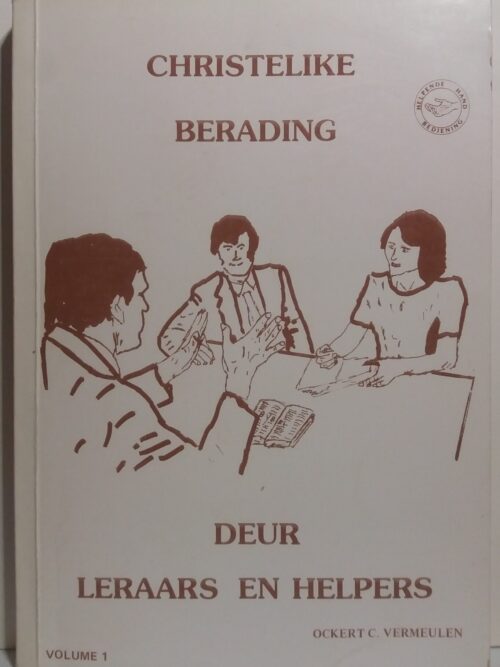 CHRISTELIKE
HELPENDE HAND
BEDIENING
BERADING
DEUR
LERAARS EN HELPERS
OCKERT C. VERMEULEN
VOLUME 1